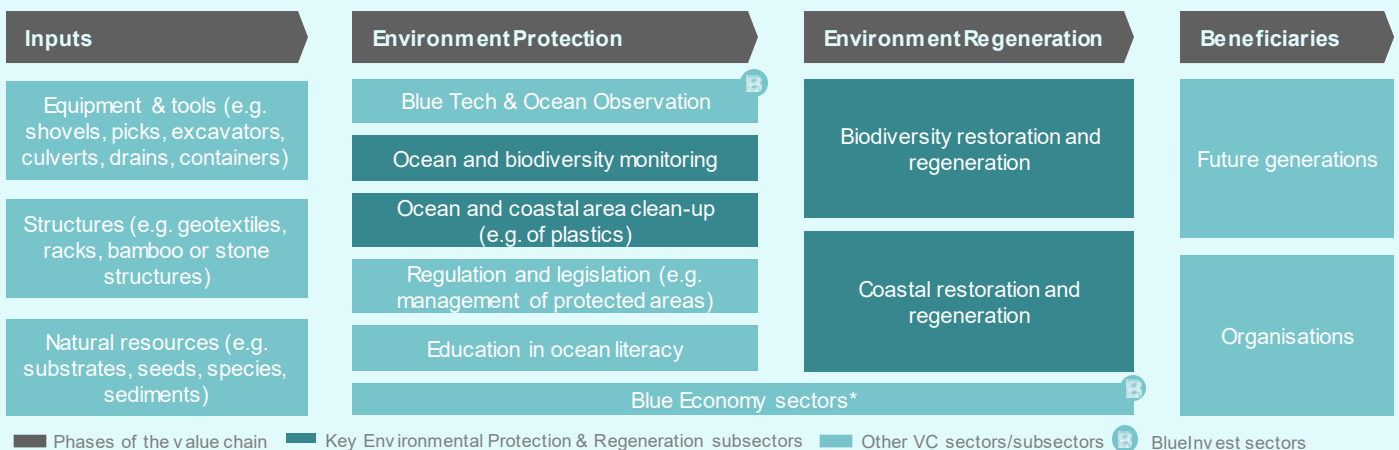 Inputs
Equipment & tools (e.g.
shovels, picks, excavators,
culverts, drains, containers)
Structures (e.g. geotextiles,
racks, bamboo or stone
structures)
Natural resources (e.g.
substrates, seeds, species,
sediments)
Environment Protection
B
Blue Tech & Ocean Observation
Ocean and biodiversity monitoring
Ocean and coastal area clean-up
(e.g. of plastics)
Regulation and legislation (e.g.
management of protected areas)
Education in ocean literacy
Environment Regeneration
Biodiversity restoration and
regeneration
Coastal restoration and
regeneration
B
Blue Economy sectors*
Beneficiaries
Future generations
Organisations
Phases of the value chain
Key Environmental Protection & Regeneration subsectors
Other VC sectors/subsectors
B
BlueInvest sectors